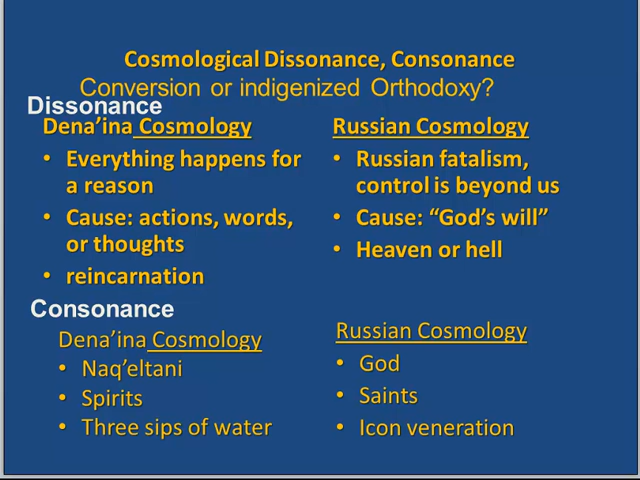 Cosmological Dissonance, Consonance
Conversion or indigenized Orthodoxy?
Dissonance
Dena’ina Cosmology
• Everything happens for
a reason
• Cause: actions, words,
or thoughts
• reincarnation
Russian Cosmology
• Russian fatalism,
control is beyond us
• Cause: “God’s will”
• Heaven or hell
Consonance
Dena’ina Cosmology
• Naq’eltani
• Spirits
• Three sips of water
Russian Cosmology
• God
• Saints
• Icon veneration